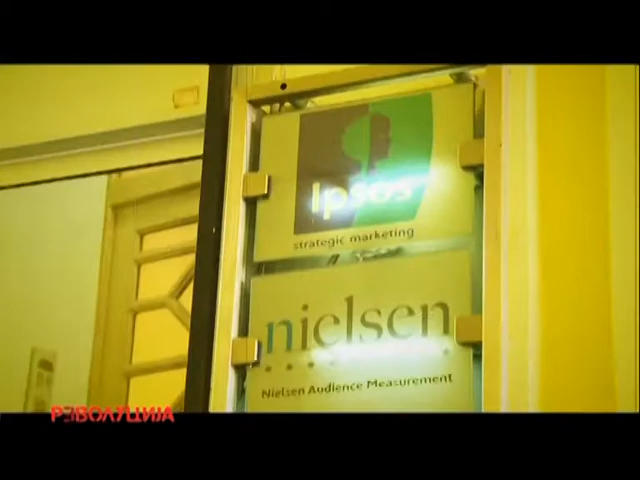 Ipsos
strategic marketing
nielsen
Nielsen Audience Measurement
РЕВОЛУЦИЈА